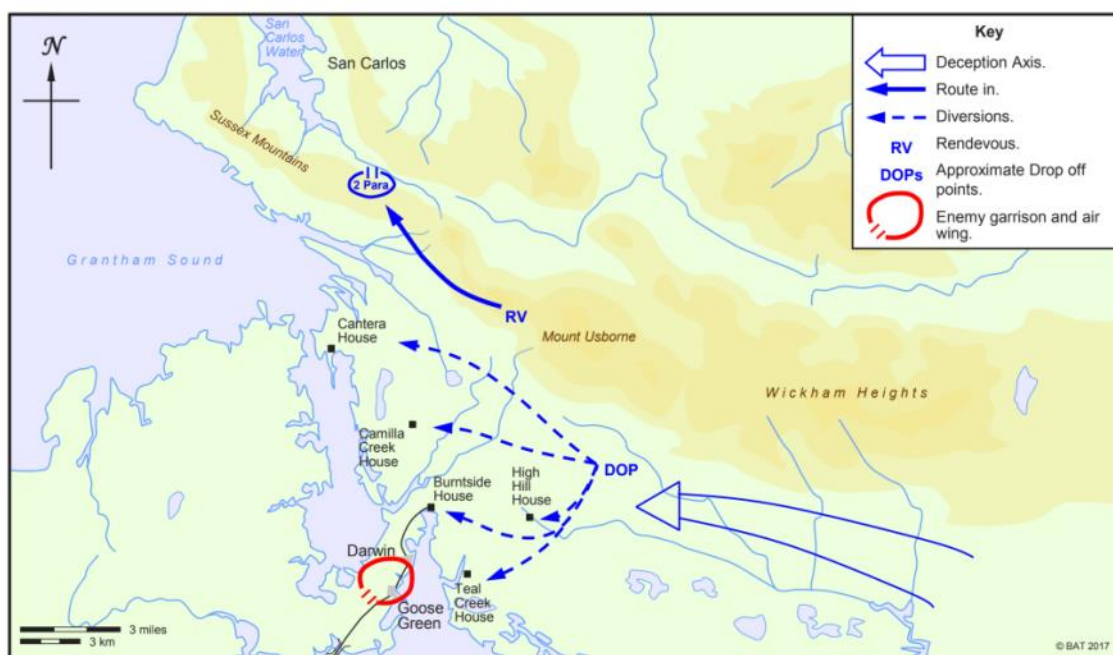 San
Carlos
Water
San Carlos
N
Sussex Mountains
2 Para
Grantham Sound
RV
Mount Usborne
Wickham Heights
Cantera
House
Camilla
Creek
House
DOP
High
Hill
House
Burntside
House
Darwin
Goose
Green
Teal
Creek
House
3 miles
3 km
Key
Deception Axis.
Route in.
Diversions.
RV Rendevous.
DOPs Approximate Drop off
points.
Enemy garrison and air
wing.
© BAT 2017